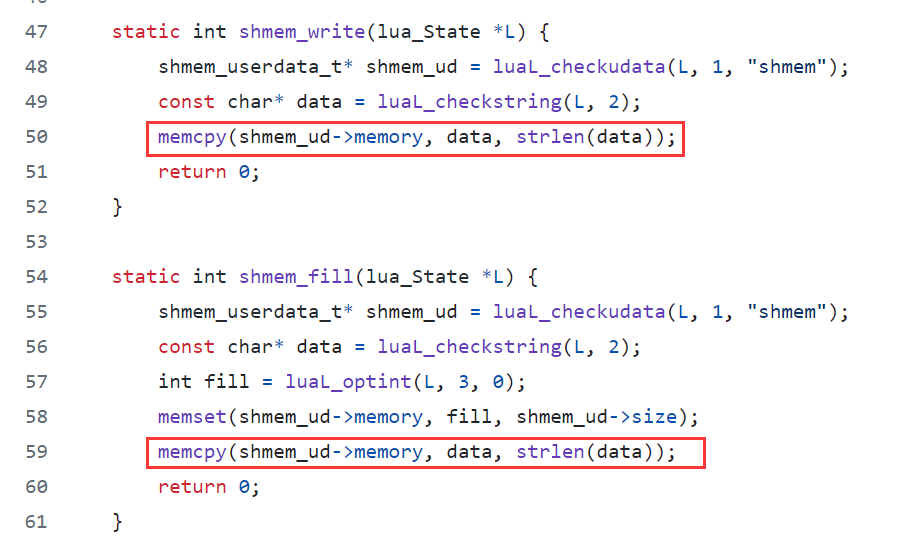 47 static int shmem_write(lua_State *L) {
48 shmem_userdata_t* shmem_ud = luaL_checkudata(L, 1, "shmem");
49 const char* data = luaL_checkstring(L, 2);
50 memcpy(shmem_ud->memory, data, strlen(data));
51 return 0;
52 }
53
54 static int shmem_fill(lua_State *L) {
55 shmem_userdata_t* shmem_ud = luaL_checkudata(L, 1, "shmem");
56 const char* data = luaL_checkstring(L, 2);
57 int fill = luaL_optint(L, 3, 0);
58 memset(shmem_ud->memory, fill, shmem_ud->size);
59 memcpy(shmem_ud->memory, data, strlen(data));
60 return 0;
61 }